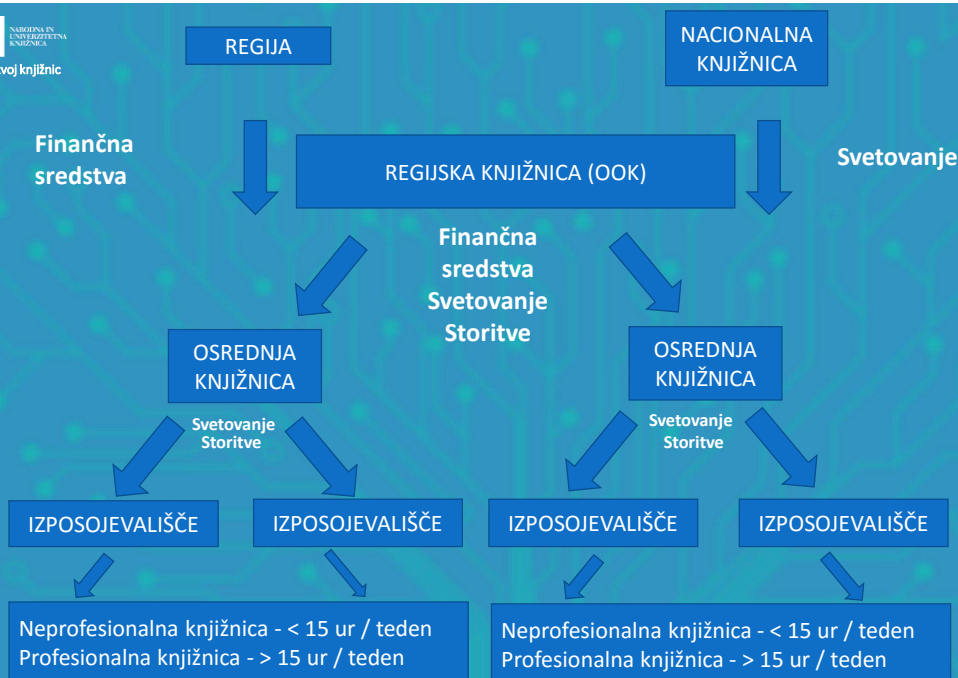 NARODNA IN
UNIVERZITETNA
KNJIŽNICA
voj knjižnic
REGIJA
NACIONALNA
KNJIŽNICA
Finančna
sredstva
REGIJSKA KNJIŽNICA (OOK)
Svetovanje
Finančna
sredstva
Svetovanje
Storitve
OSREDNJA
KNJIŽNICA
OSREDNJA
KNJIŽNICA
Svetovanje
Storitve
Svetovanje
Storitve
IZPOSOJEVALIŠČE
IZPOSOJEVALIŠČE
IZPOSOJEVALIŠČE
IZPOSOJEVALIŠČE
Neprofesionalna knjižnica - < 15 ur / teden
Profesionalna knjižnica - > 15 ur / teden
Neprofesionalna knjižnica - < 15 ur / teden
Profesionalna knjižnica - > 15 ur / teden